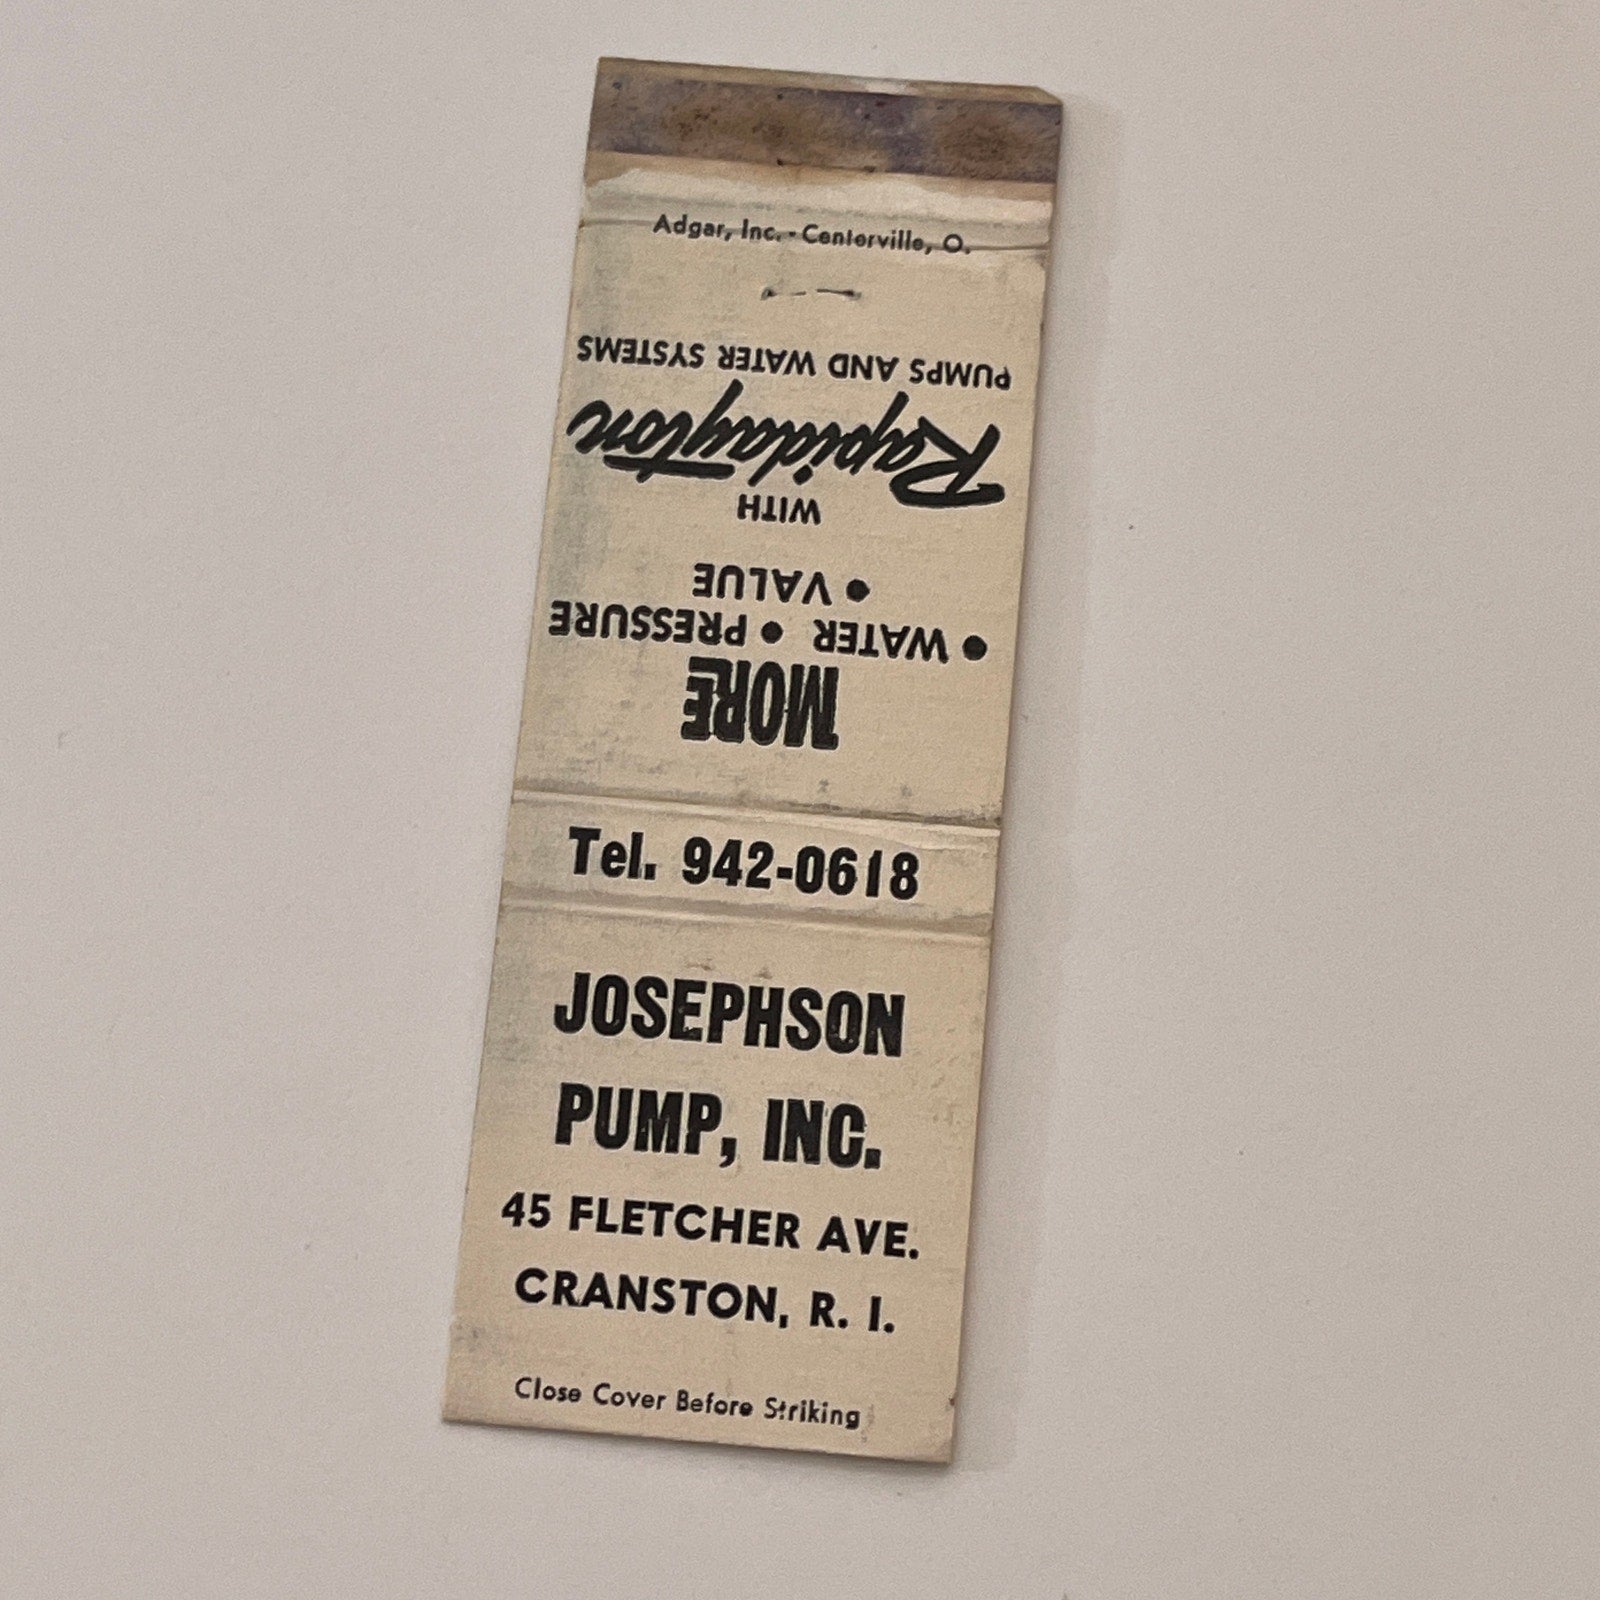 Adgar, Inc. - Centerville, O.
MORE
• WATER • PRESSURE
• VALUE
WITH
Rapidayton
PUMPS AND WATER SYSTEMS
Tel. 942-0618
JOSEPHSON
PUMP, INC.
45 FLETCHER AVE.
CRANSTON, R. I.
Close Cover Before Striking